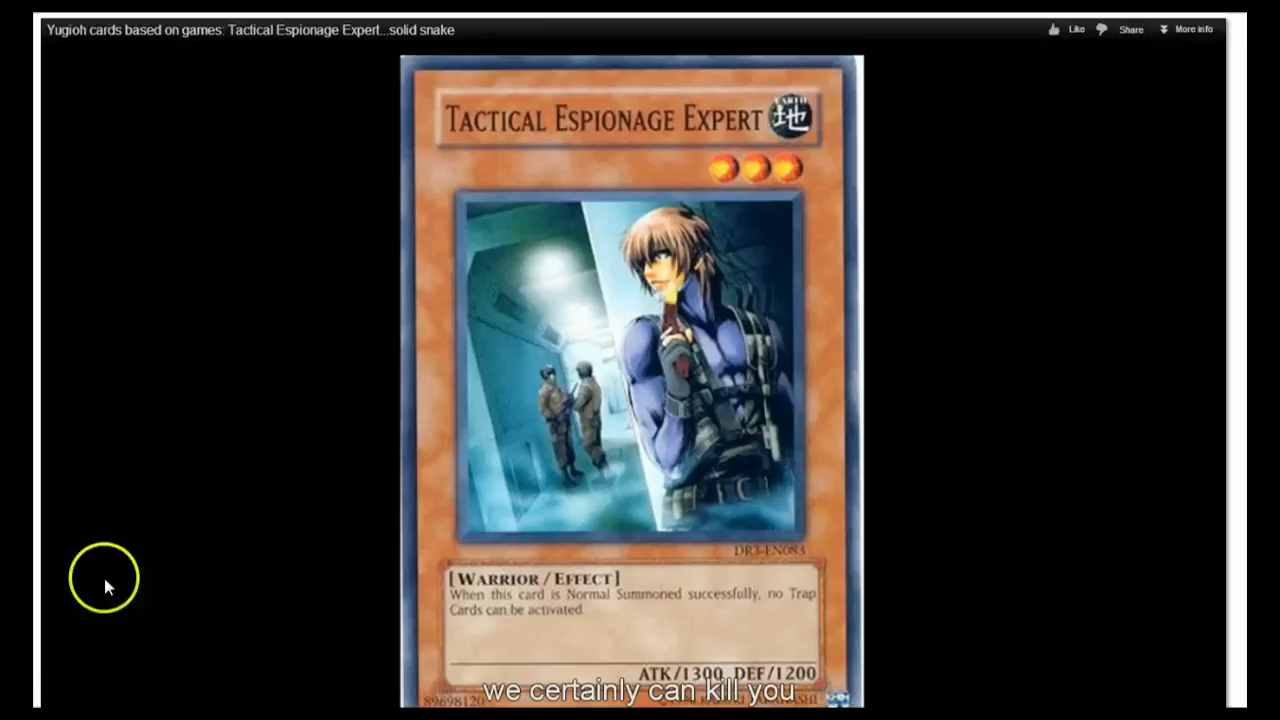 Yugioh cards based on games: Tactical Espionage Expert...solid snake
Like
Share
More info
TACTICAL ESPIONAGE EXPERT
EARTH
地
DR3-EN083
[WARRIOR / EFFECT]
When this card is Normal Summoned successfully, no Trap
Cards can be activated.
ATK/1300 DEF/1200
we certainly can kill you
89698120